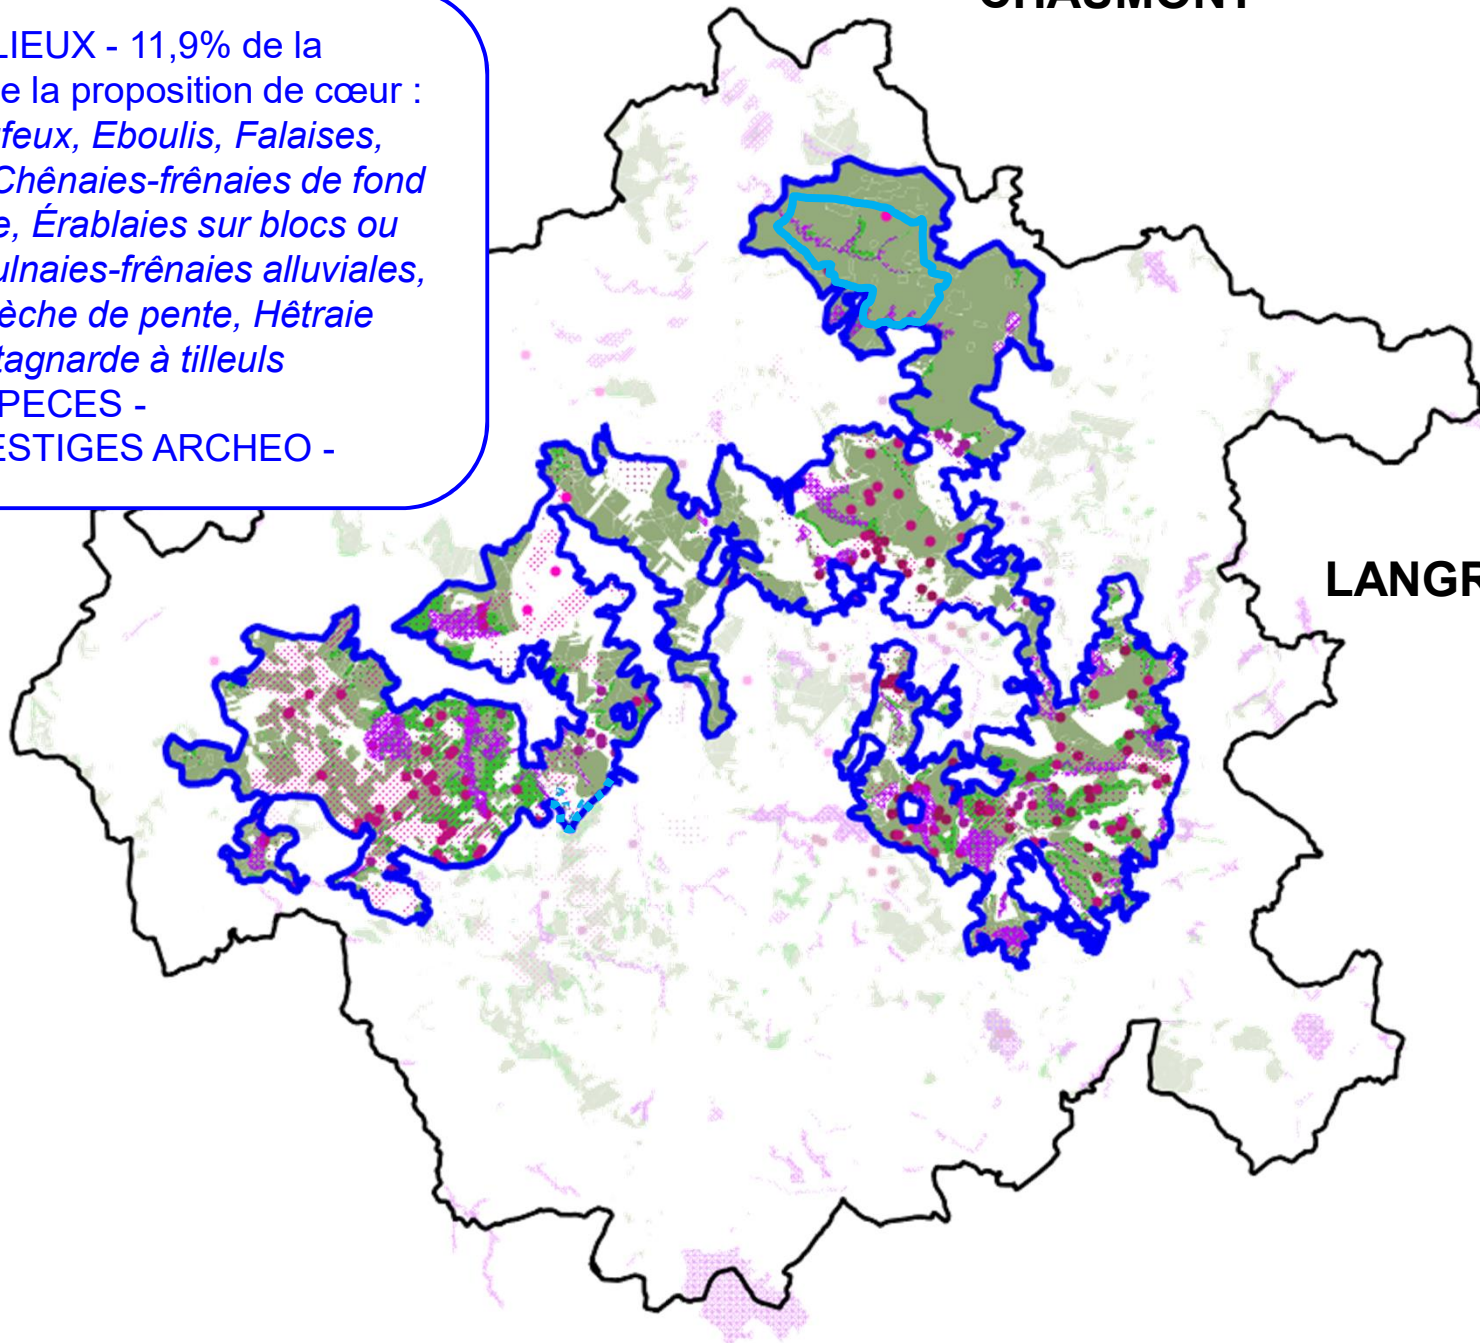 CHAUMONT
LIEUX - 11,9% de la
e la proposition de cœur :
feux, Eboulis, Falaises,
Chênaies-frênaies de fond
e, Érablaies sur blocs ou
ulnaies-frênaies alluviales,
èche de pente, Hêtraie
tagnarde à tilleuls
PECES -
ESTIGES ARCHEO -
LANGR